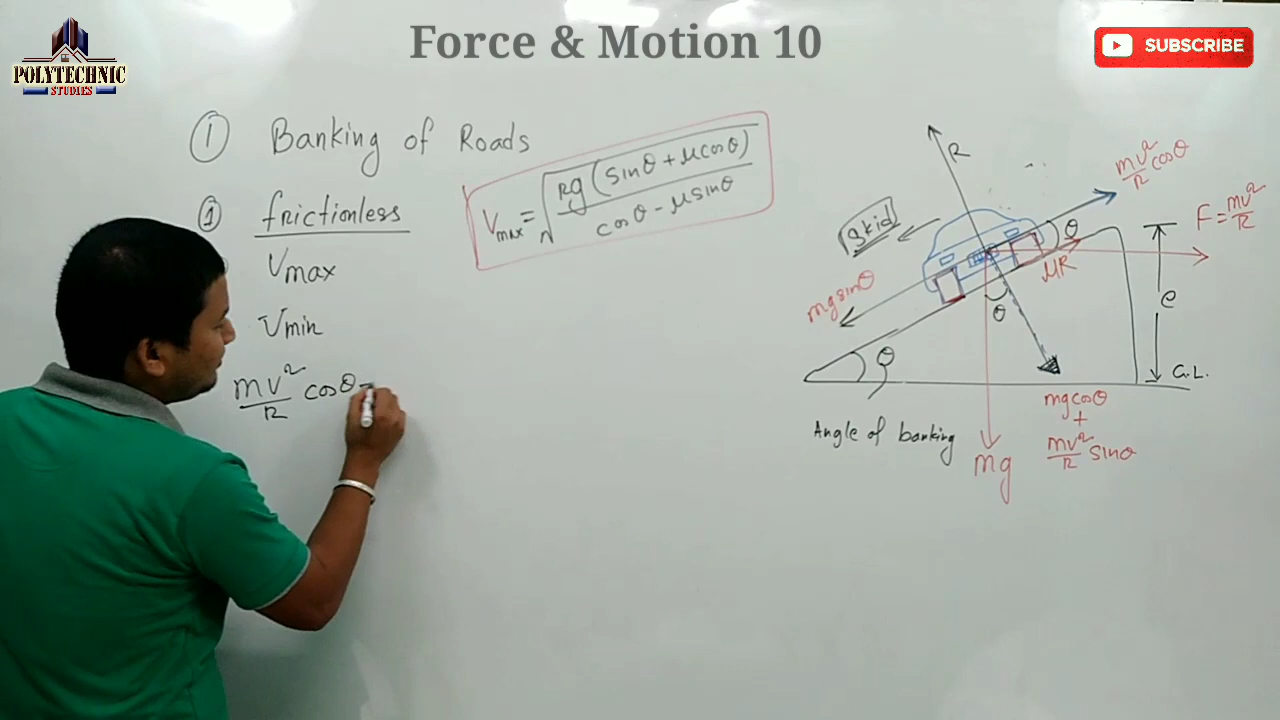 Force & Motion 10
POLYTECHNIC
STUDIES
SUBSCRIBE
① Banking of Roads
① frictionless
Vmax
Vmin
mv²/R cosθ =
Vmax = √(Rg (sinθ + μcosθ) / cosθ - μsinθ)
R
mv²/R cosθ
F = mv²/R
Skid
θ
μR
mg sinθ
θ
e
θ
G.L.
mg cosθ
+
mv²/R sinθ
Angle of banking
mg